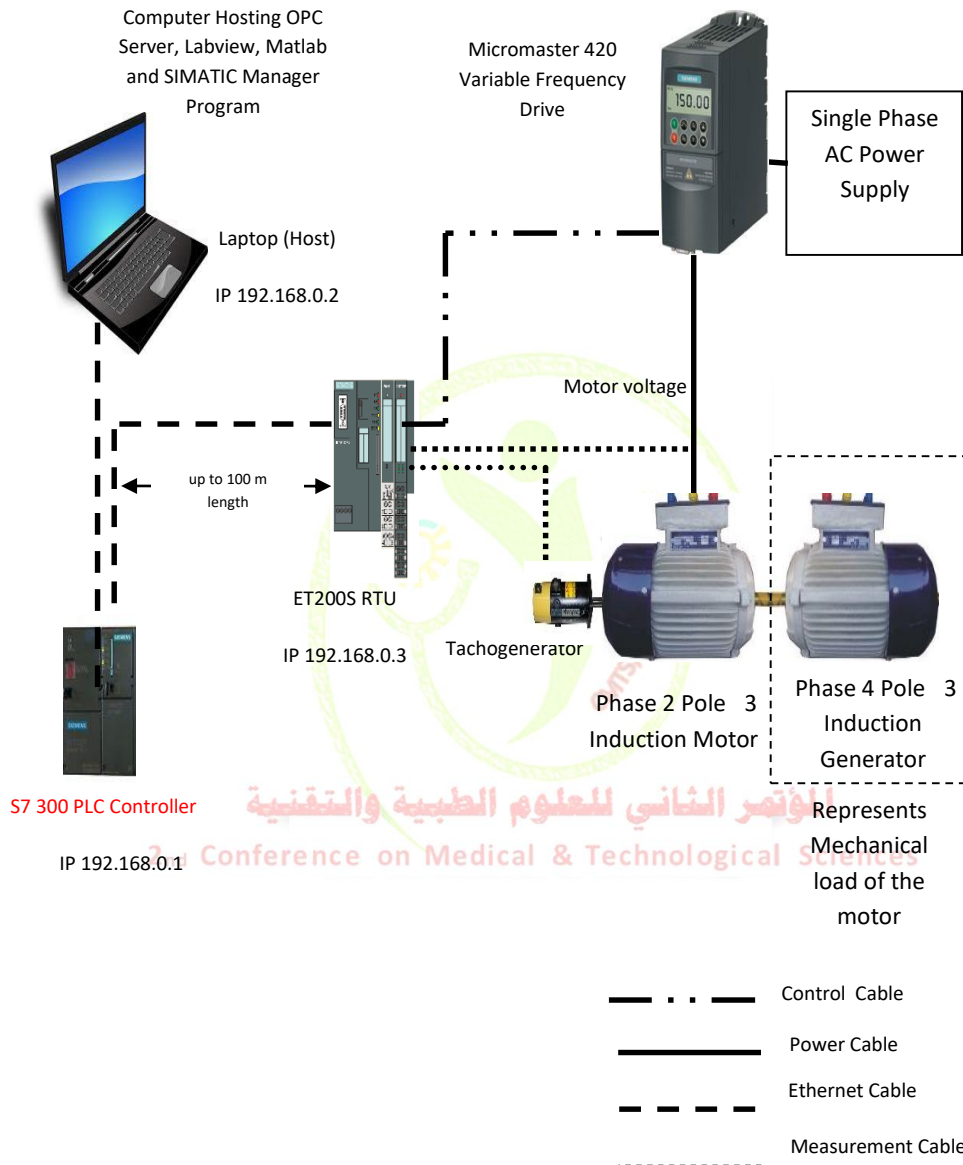 Computer Hosting OPC
Server, Labview, Matlab
and SIMATIC Manager
Program
Micromaster 420
Variable Frequency
Drive
SIEMENS
150.00
Single Phase
AC Power
Supply
Laptop (Host)
IP 192.168.0.2
Motor voltage
up to 100 m
length
ET200S RTU
IP 192.168.0.3
Tachogenerator
Phase 2 Pole 3
Induction Motor
Phase 4 Pole 3
Induction
Generator
SIEMENS
SIEMENS
S7 300 PLC Controller
IP 192.168.0.1
المؤتمر الثاني للعلوم الطبية والتقنية
2nd Conference on Medical & Technological Sciences
Represents
Mechanical
load of the
motor
Control Cable
Power Cable
Ethernet Cable
Measurement Cable